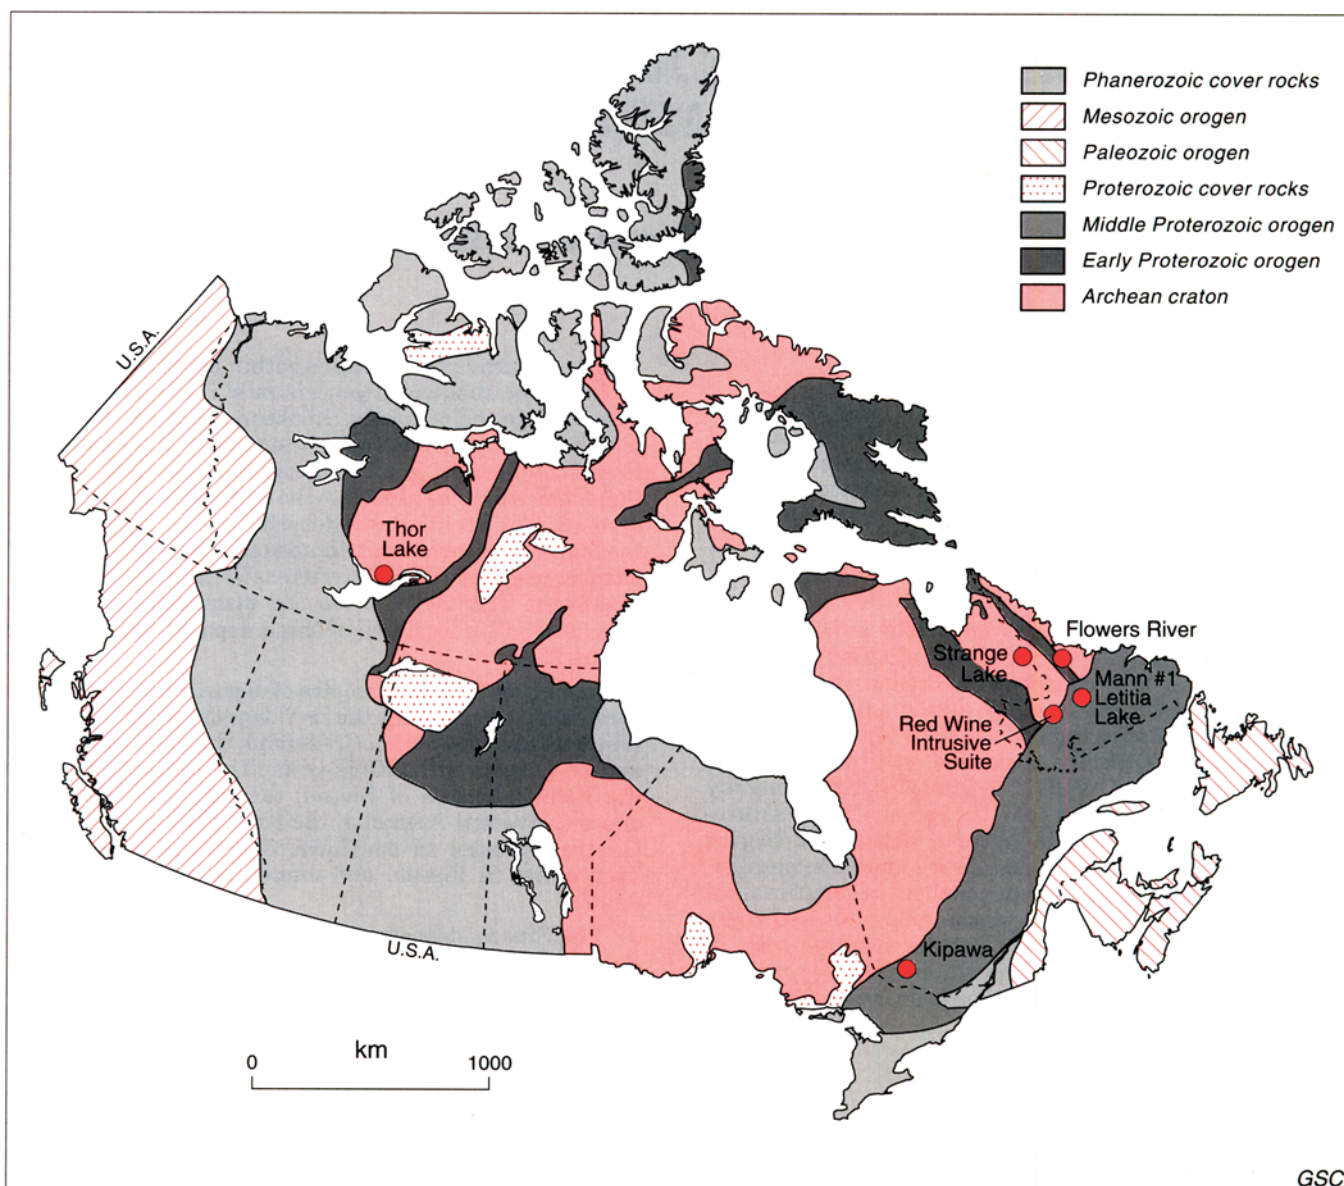 Phanerozoic cover rocks
Mesozoic orogen
Paleozoic orogen
Proterozoic cover rocks
Middle Proterozoic orogen
Early Proterozoic orogen
Archean craton
U.S.A.
Thor
Lake
Flowers River
Strange
Lake
Mann #1
Letitia
Lake
Red Wine
Intrusive
Suite
Kipawa
U.S.A.
km
0 1000
GSC